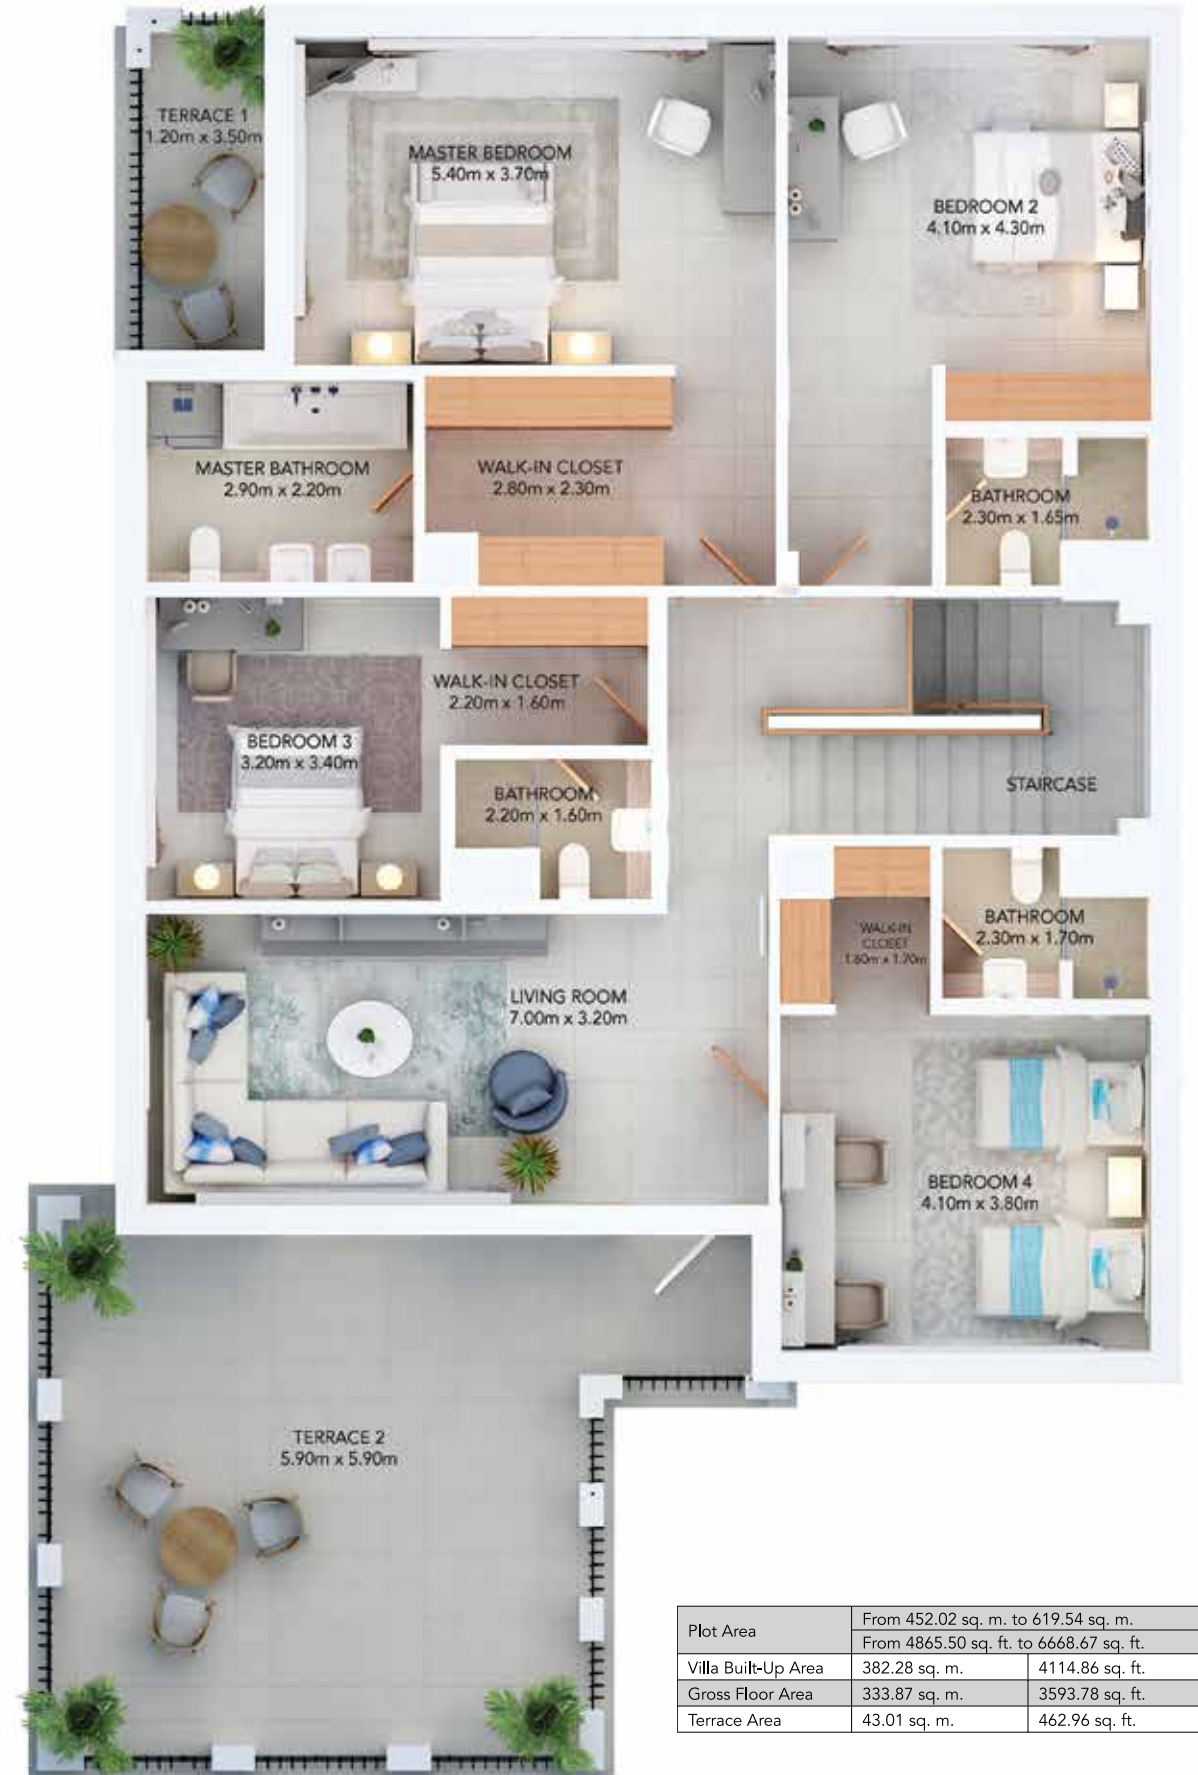 TERRACE 1
1.20m x 3.50m
MASTER BEDROOM
5.40m x 3.70m
BEDROOM 2
4.10m x 4.30m
MASTER BATHROOM
2.90m x 2.20m
WALK-IN CLOSET
2.80m x 2.30m
BATHROOM
2.30m x 1.65m
WALK-IN CLOSET
2.20m x 1.60m
BEDROOM 3
3.20m x 3.40m
BATHROOM
2.20m x 1.60m
STAIRCASE
WALK-IN
CLOSET
1.60m x 1.70m
BATHROOM
2.30m x 1.70m
LIVING ROOM
7.00m x 3.20m
BEDROOM 4
4.10m x 3.80m
TERRACE 2
5.90m x 5.90m
Plot Area
From 452.02 sq. m. to 619.54 sq. m.
From 4865.50 sq. ft. to 6668.67 sq. ft.
Villa Built-Up Area 382.28 sq. m. 4114.86 sq. ft.
Gross Floor Area 333.87 sq. m. 3593.78 sq. ft.
Terrace Area 43.01 sq. m. 462.96 sq. ft.